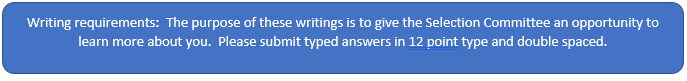 Writing requirements:  The purpose of these writings is to give the Selection Committee an opportunity to
learn more about you.  Please submit typed answers in 12 point type and double spaced.